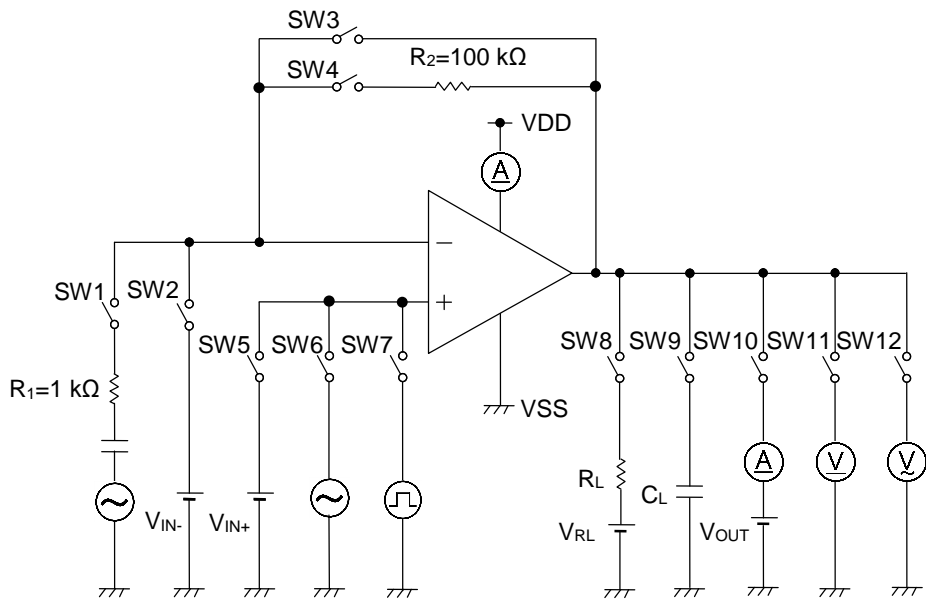 SW3
R2=100 kΩ
SW4
VDD
A
−
+
SW1 SW2
SW5 SW6 SW7
SW8 SW9 SW10 SW11 SW12
R1=1 kΩ
VSS
A V V
RL CL
VIN- VIN+ VRL VOUT